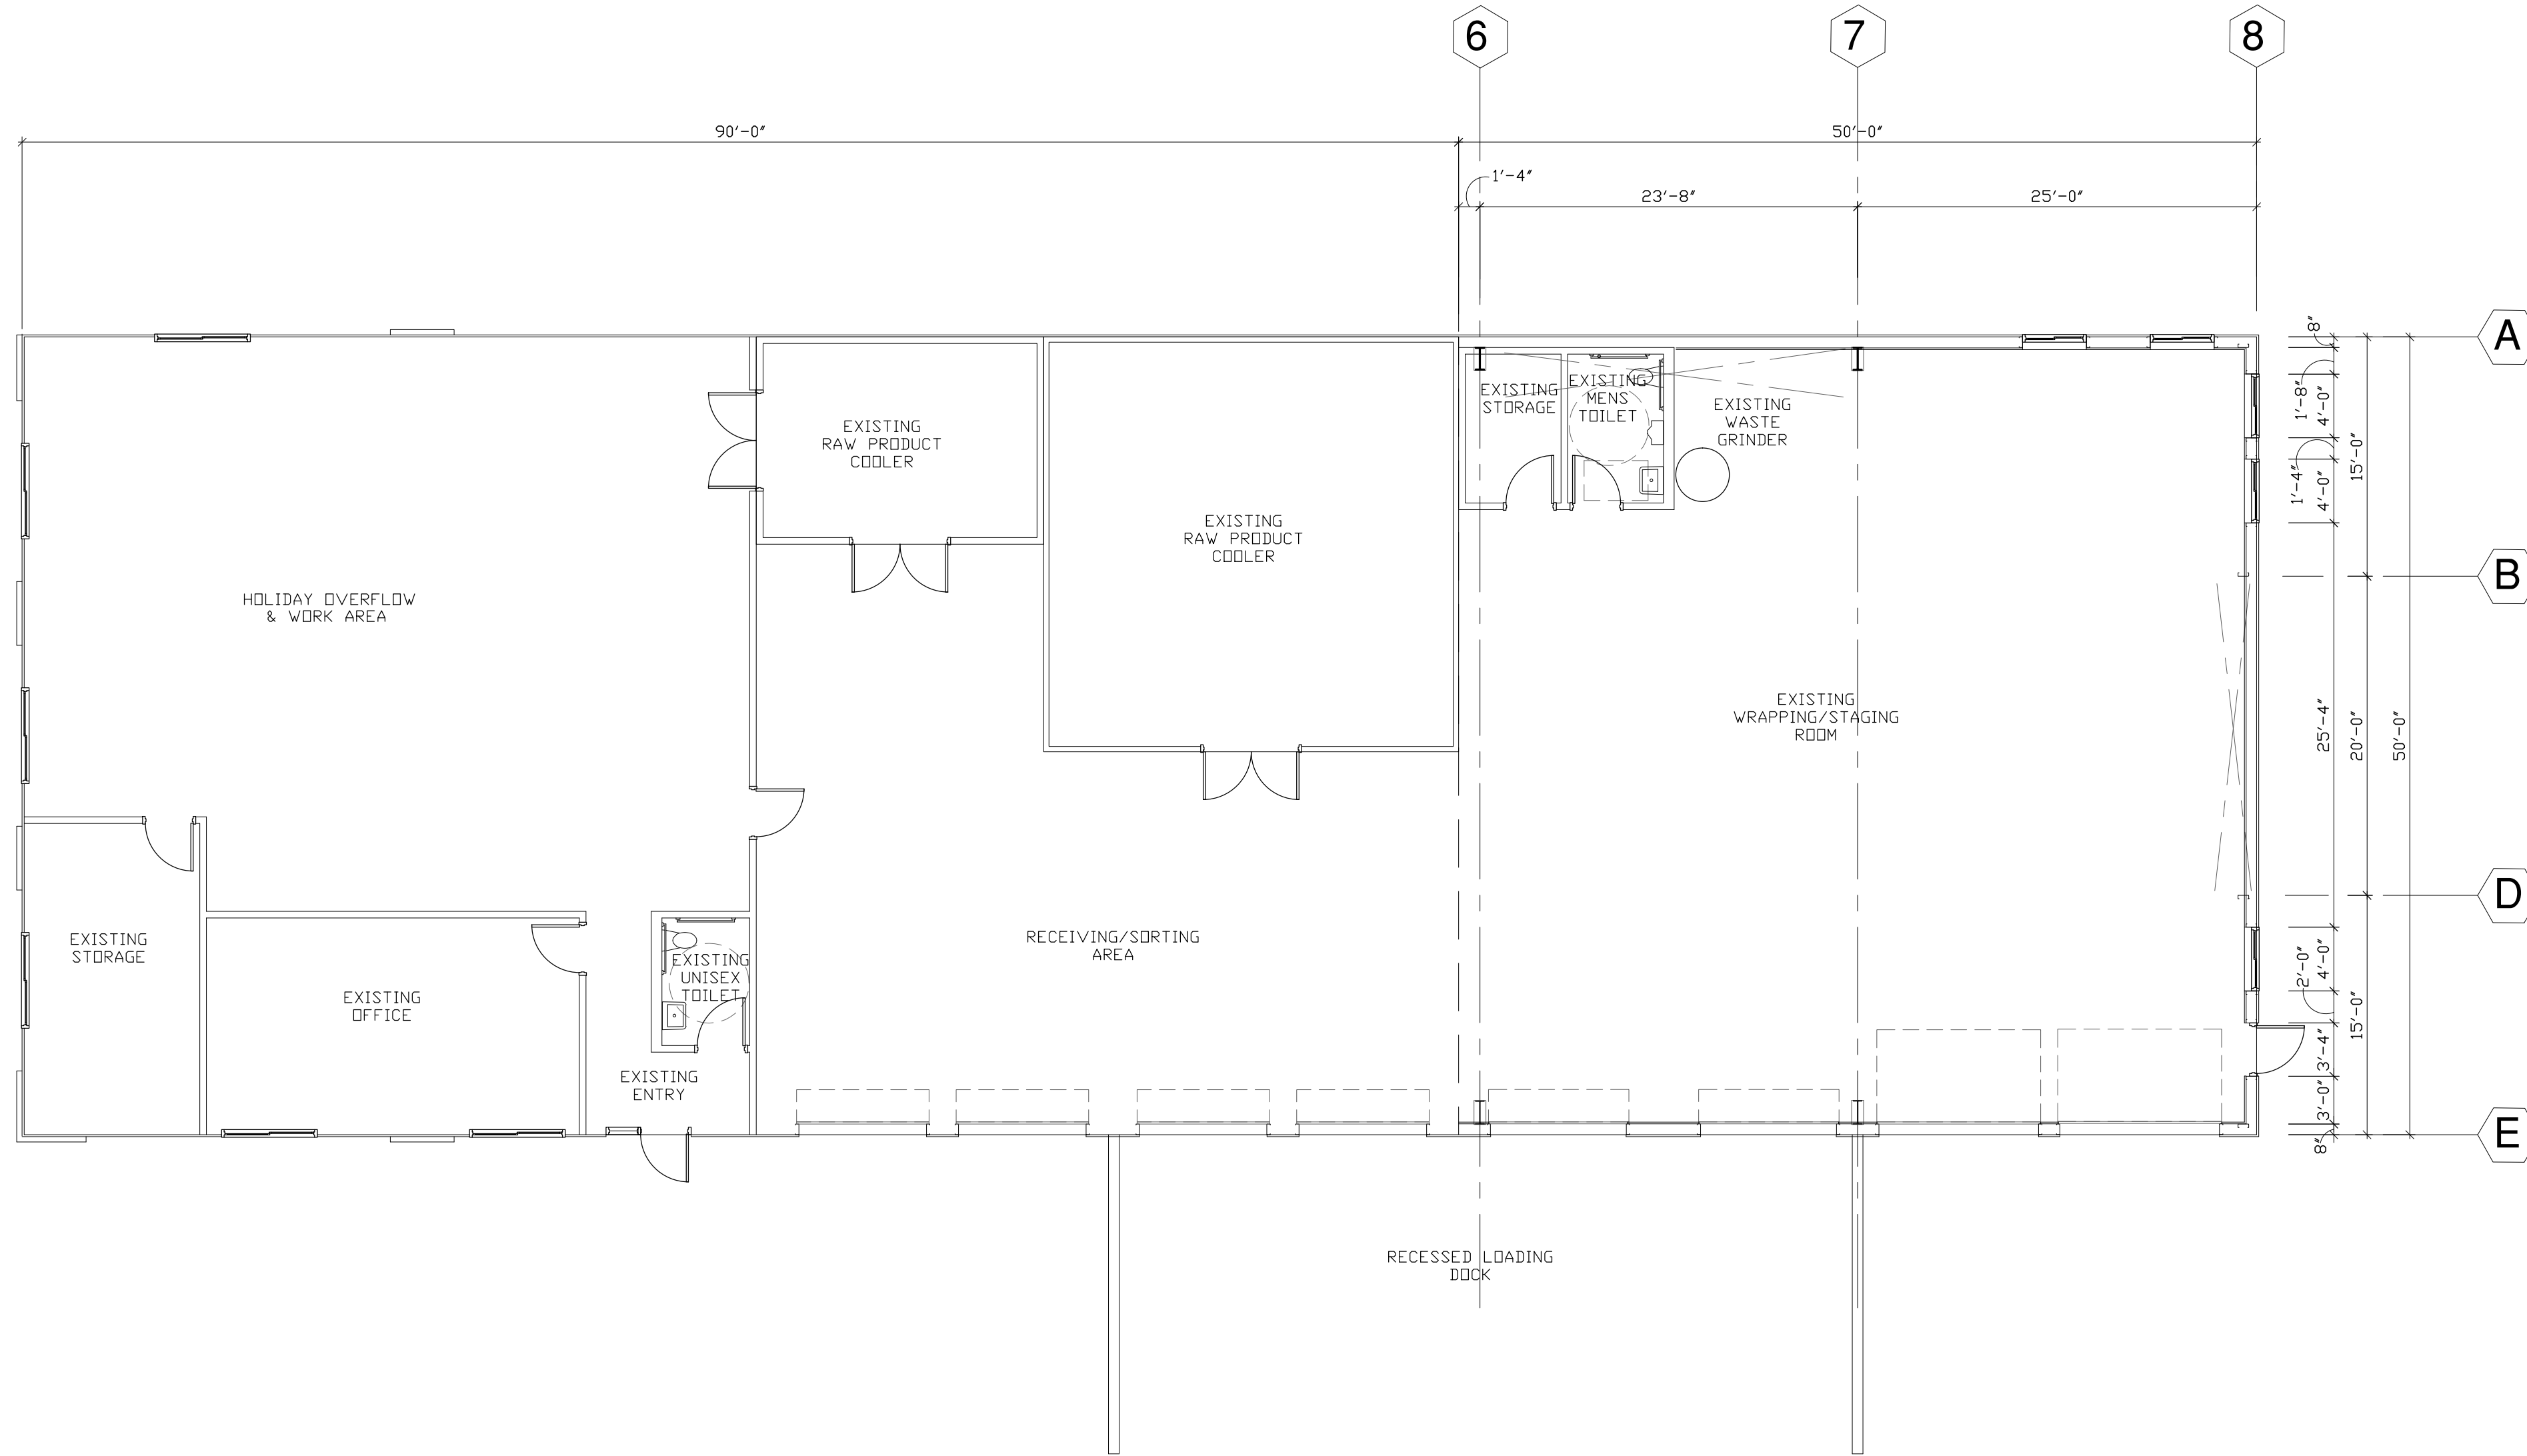 6
7
8
90'-0"
50'-0"
1'-4"
23'-8"
25'-0"
A
8"
1'-8"
4'-0"
1'-4"
4'-0"
15'-0"
B
25'-4"
20'-0"
50'-0"
D
2'-0"
4'-0"
3'-4"
15'-0"
3'-0"
8"
E
EXISTING
RAW PRODUCT
COOLER
EXISTING
STORAGE
EXISTING
MENS
TOILET
EXISTING
WASTE
GRINDER
EXISTING
RAW PRODUCT
COOLER
HOLIDAY OVERFLOW
& WORK AREA
EXISTING
WRAPPING/STAGING
ROOM
EXISTING
STORAGE
EXISTING
OFFICE
EXISTING
UNISEX
TOILET
RECEIVING/SORTING
AREA
EXISTING
ENTRY
RECESSED LOADING
DOCK